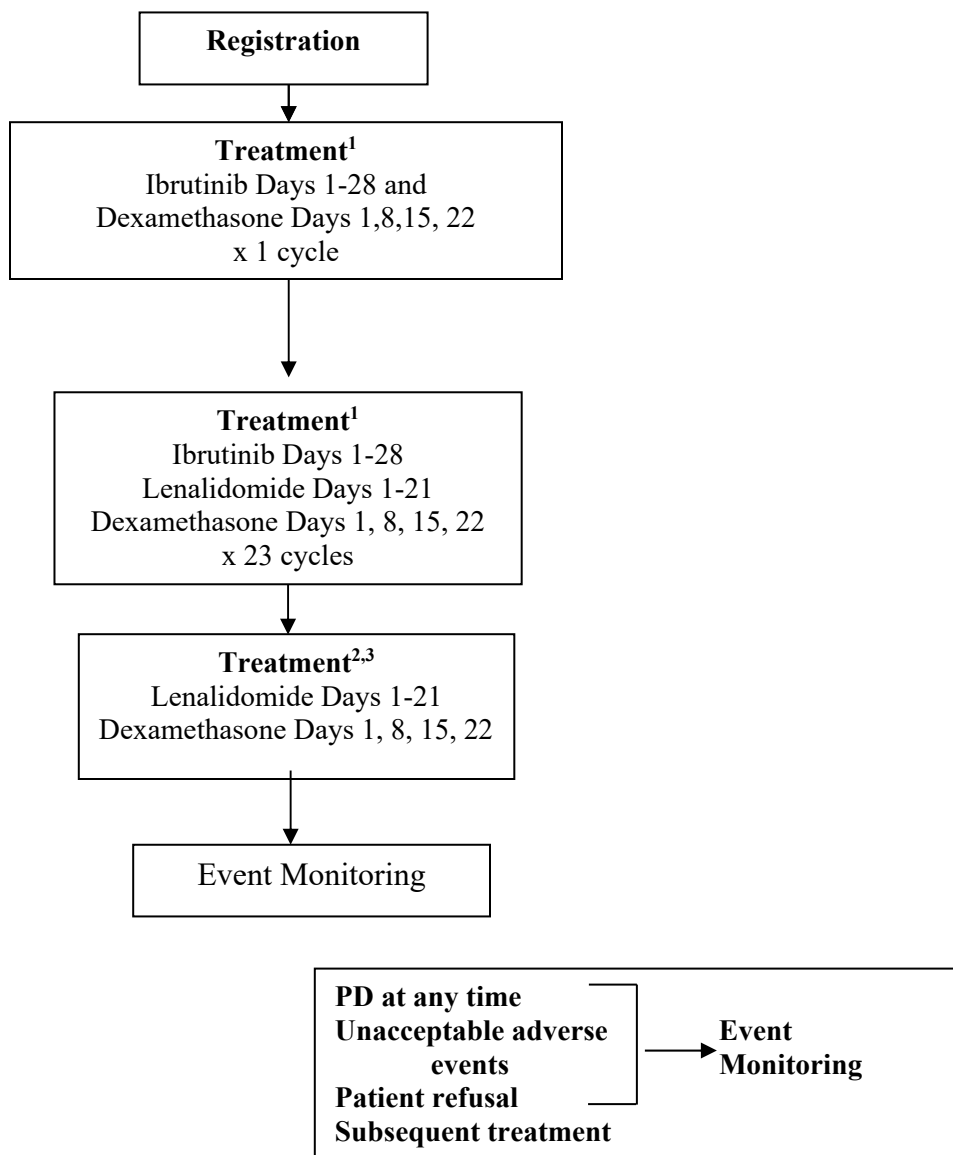 Registration
Treatment¹
Ibrutinib Days 1-28 and
Dexamethasone Days 1,8,15, 22
x 1 cycle
Treatment¹
Ibrutinib Days 1-28
Lenalidomide Days 1-21
Dexamethasone Days 1, 8, 15, 22
x 23 cycles
Treatment²,³
Lenalidomide Days 1-21
Dexamethasone Days 1, 8, 15, 22
Event Monitoring
PD at any time
Unacceptable adverse
events
Patient refusal
Subsequent treatment
Event
Monitoring